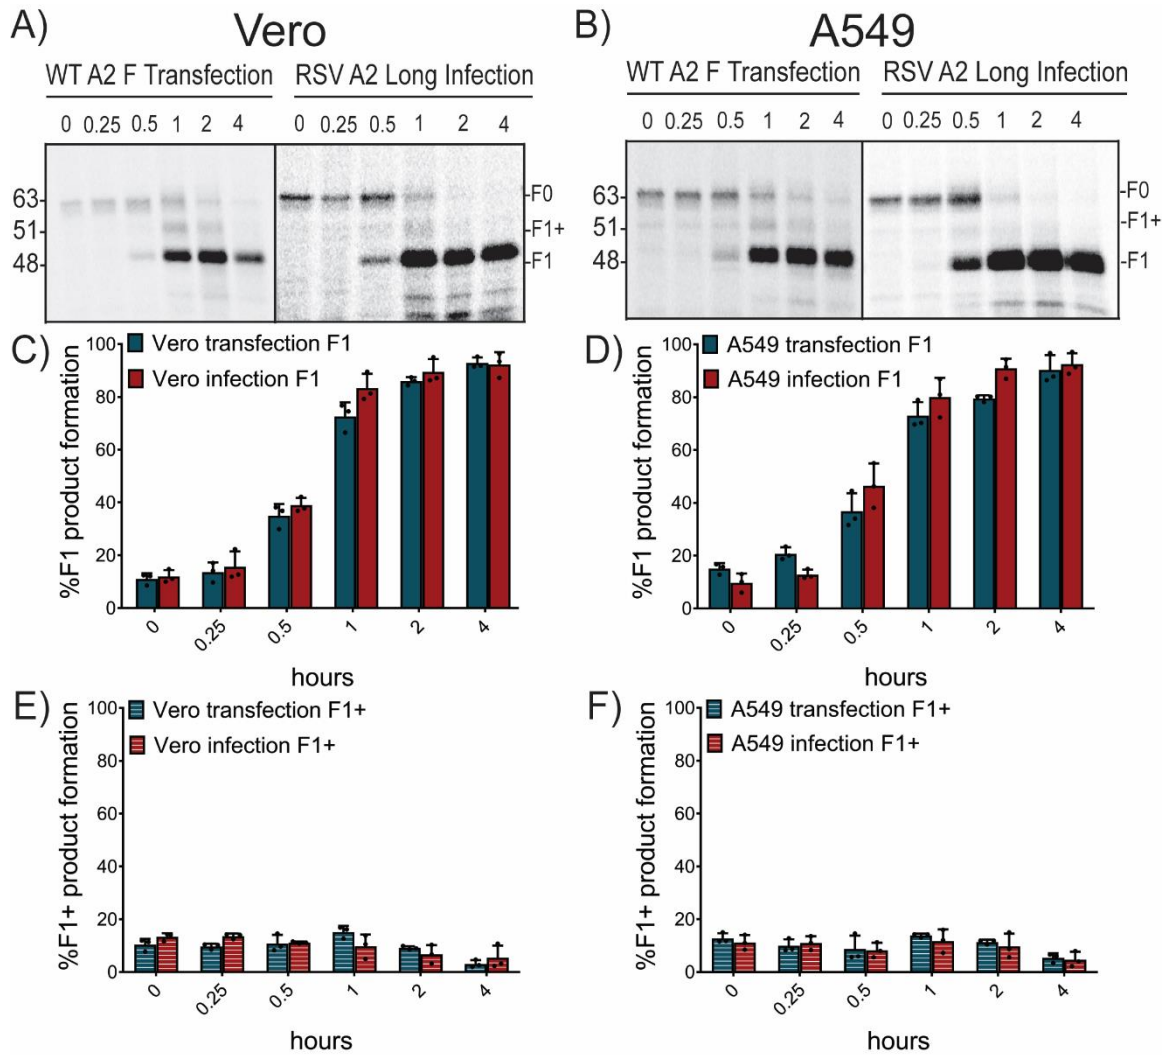 A) Vero
WT A2 F Transfection RSV A2 Long Infection
0 0.25 0.5 1 2 4 0 0.25 0.5 1 2 4
63- -F0
51- -F1+
48- -F1
B) A549
WT A2 F Transfection RSV A2 Long Infection
0 0.25 0.5 1 2 4 0 0.25 0.5 1 2 4
63- -F0
51- -F1+
48- -F1
C)
Vero transfection F1
Vero infection F1
%F1 product formation
100
80
60
40
20
0
0 0.25 0.5 1 2 4
hours
D)
A549 transfection F1
A549 infection F1
%F1 product formation
100
80
60
40
20
0
0 0.25 0.5 1 2 4
hours
E)
Vero transfection F1+
Vero infection F1+
%F1+ product formation
100
80
60
40
20
0
0 0.25 0.5 1 2 4
hours
F)
A549 transfection F1+
A549 infection F1+
%F1+ product formation
100
80
60
40
20
0
0 0.25 0.5 1 2 4
hours